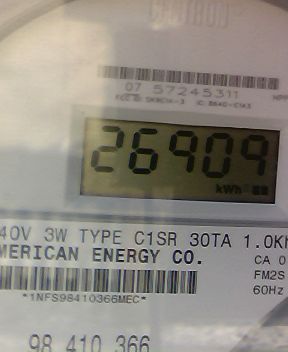 07 57245311
26909
kWh
40V 3W TYPE C1SR 30TA 1.0K
MERICAN ENERGY CO.
CA 0
FM2S
60Hz
*1NFS98410366MEC*
98 410 366